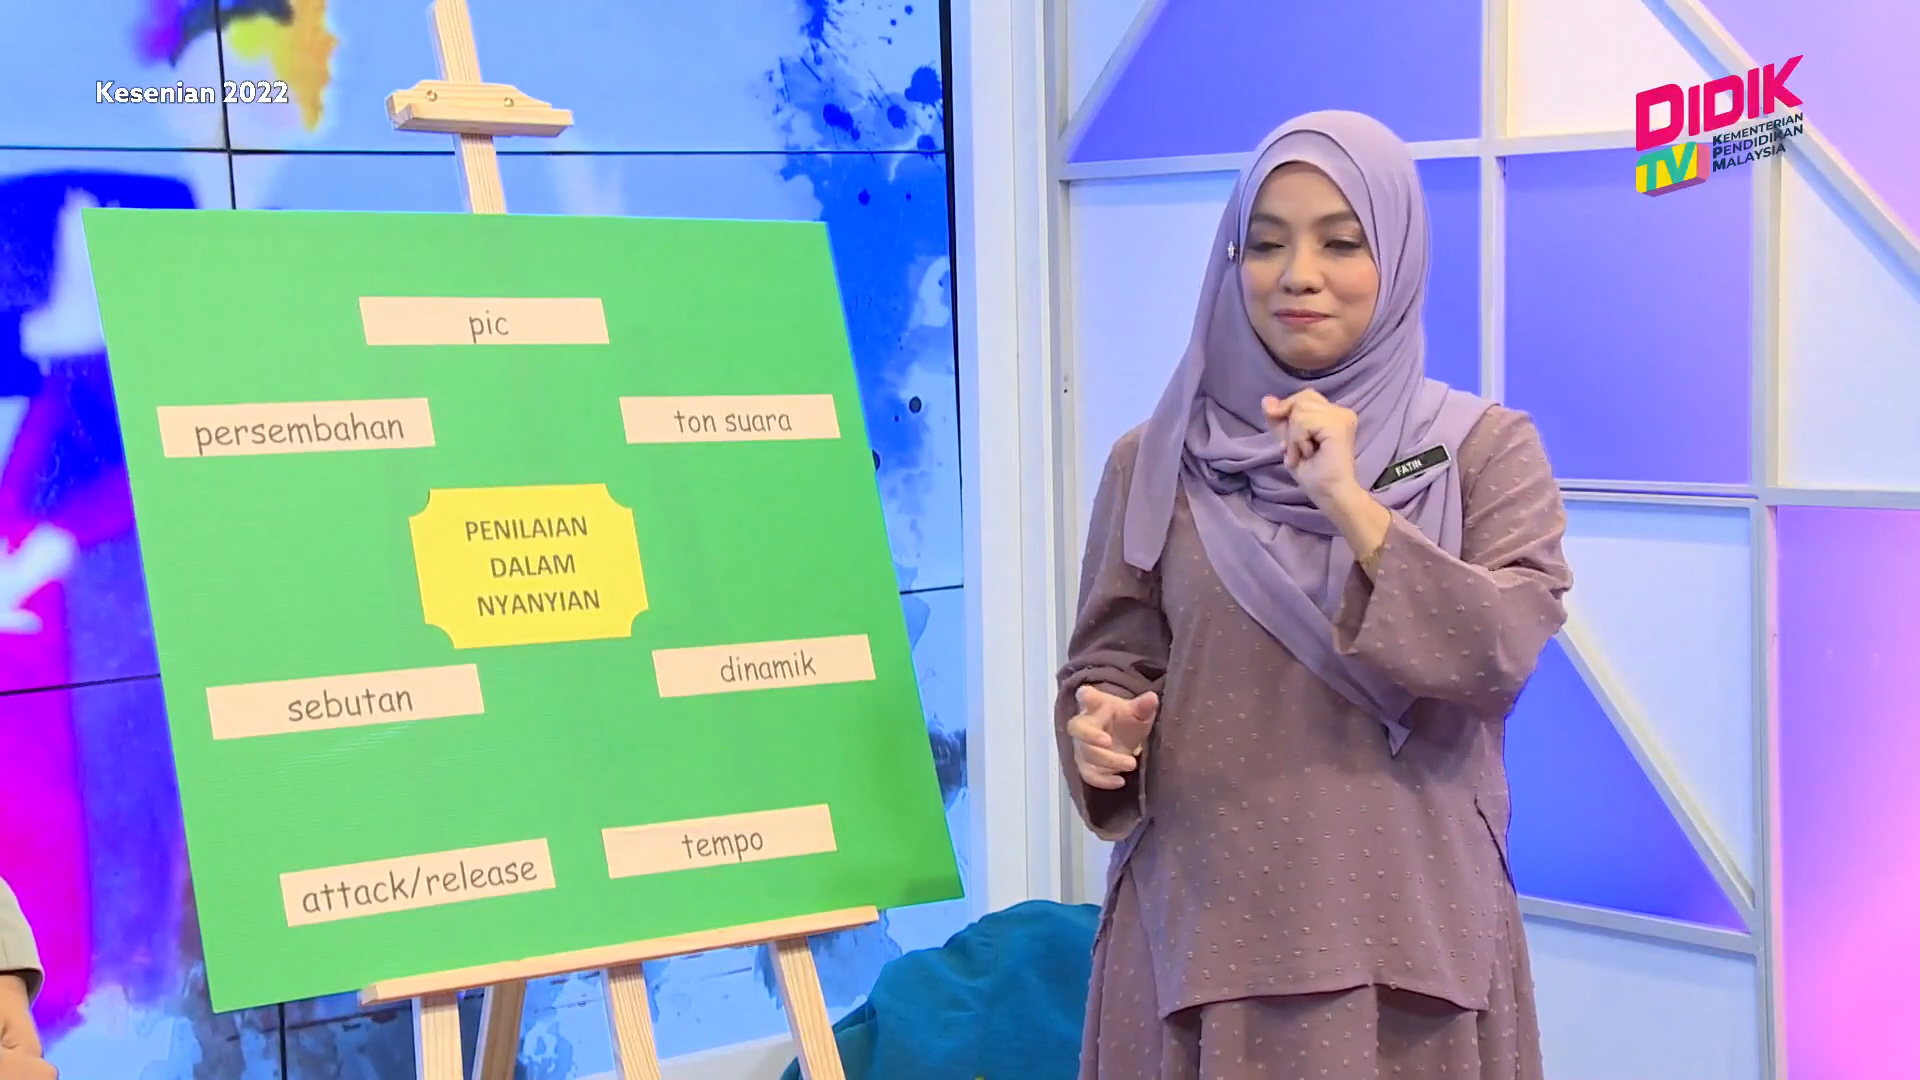 Kesenian 2022
DIDIK
TV
KEMENTERIAN
PENDIDIKAN
MALAYSIA
pic
persembahan
ton suara
PENILAIAN
DALAM
NYANYIAN
sebutan
dinamik
attack/release
tempo
FATIN